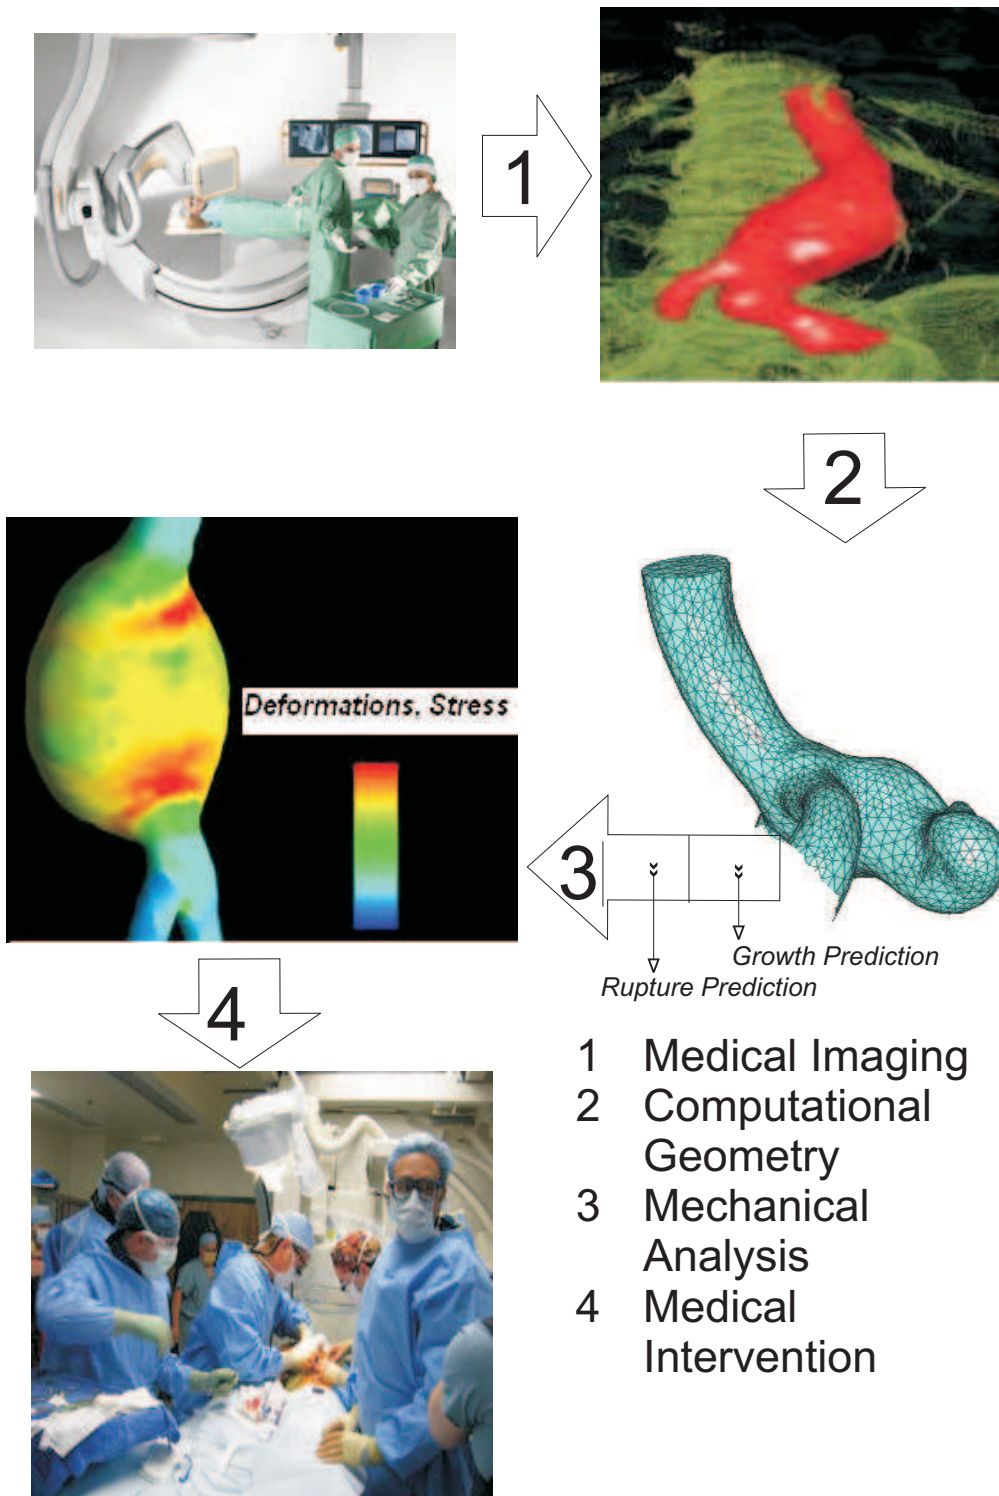 1
2
Deformations, Stress
3
Growth Prediction
Rupture Prediction
4
1 Medical Imaging
2 Computational
Geometry
3 Mechanical
Analysis
4 Medical
Intervention